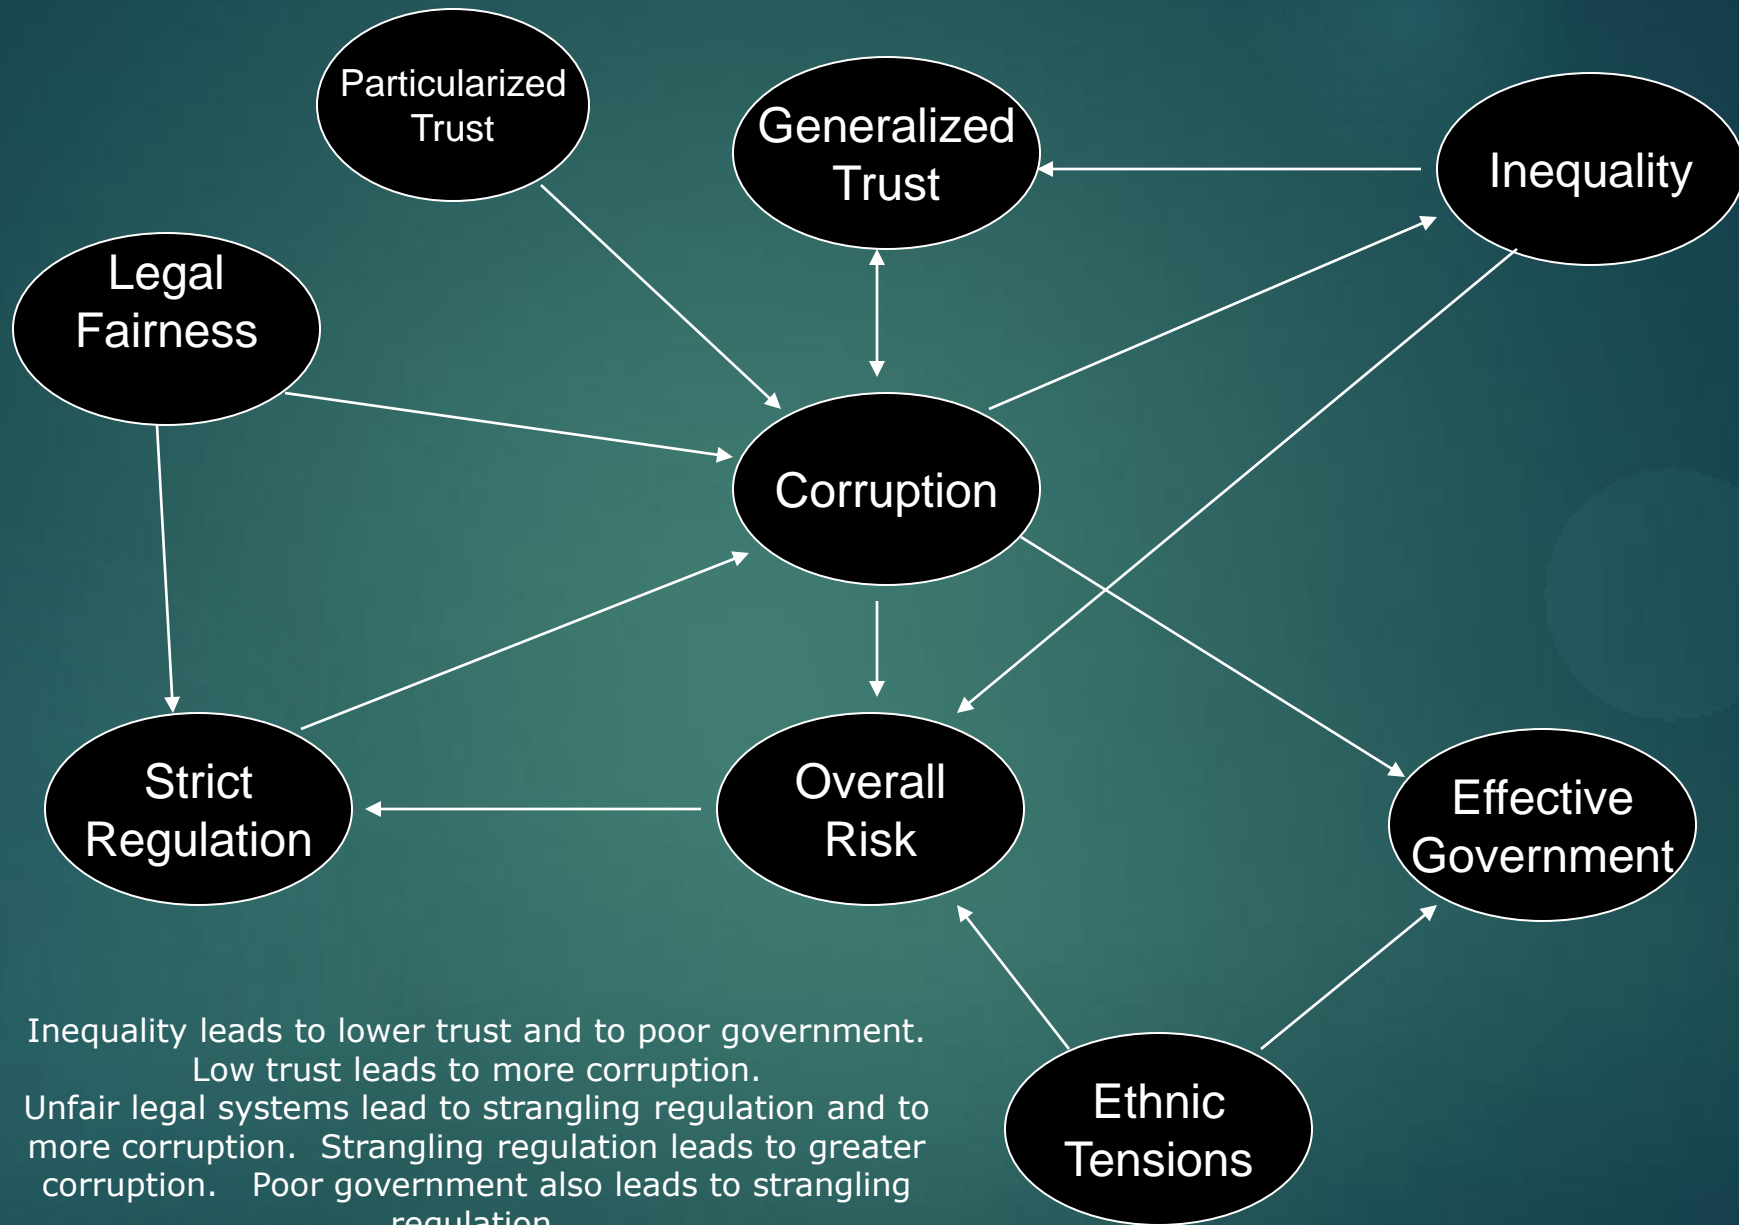 Particularized
Trust
Generalized
Trust
Inequality
Legal
Fairness
Corruption
Strict
Regulation
Overall
Risk
Effective
Government
Ethnic
Tensions
Inequality leads to lower trust and to poor government.
Low trust leads to more corruption.
Unfair legal systems lead to strangling regulation and to
more corruption.  Strangling regulation leads to greater
corruption.   Poor government also leads to strangling
regulation